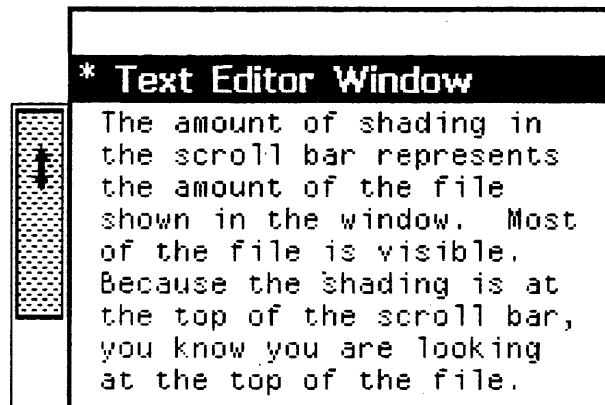 * Text Editor Window
The amount of shading in
the scroll bar represents
the amount of the file
shown in the window.  Most
of the file is visible.
Because the shading is at
the top of the scroll bar,
you know you are looking
at the top of the file.